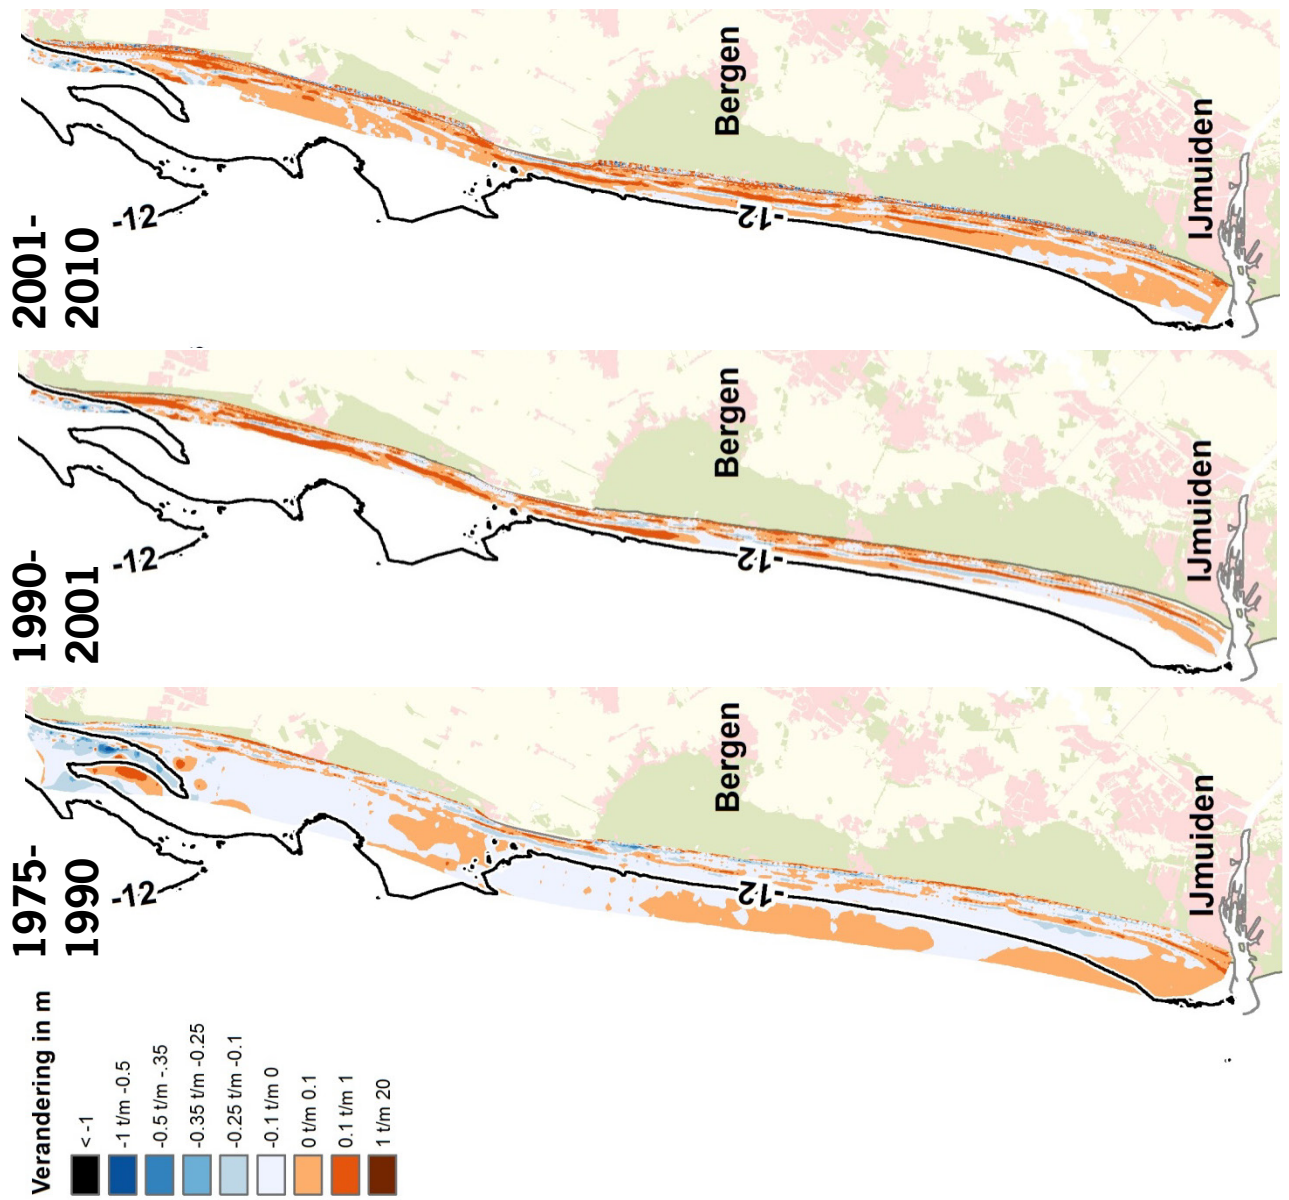 2001-
2010
-12
-12
Bergen
IJmuiden
1990-
2001
-12
-12
Bergen
IJmuiden
1975-
1990
-12
-12
Bergen
IJmuiden
Verandering in m
< -1
-1 t/m -0.5
-0.5 t/m -.35
-0.35 t/m -0.25
-0.25 t/m -0.1
-0.1 t/m 0
0 t/m 0.1
0.1 t/m 1
1 t/m 20